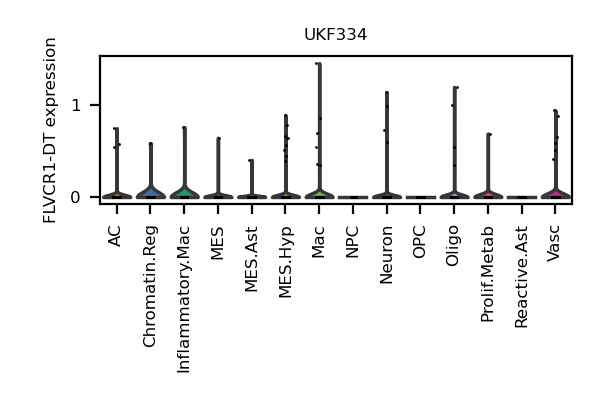 UKF334
FLVCR1-DT expression
1
0
AC
Chromatin.Reg
Inflammatory.Mac
MES
MES.Ast
MES.Hyp
Mac
NPC
Neuron
OPC
Oligo
Prolif.Metab
Reactive.Ast
Vasc